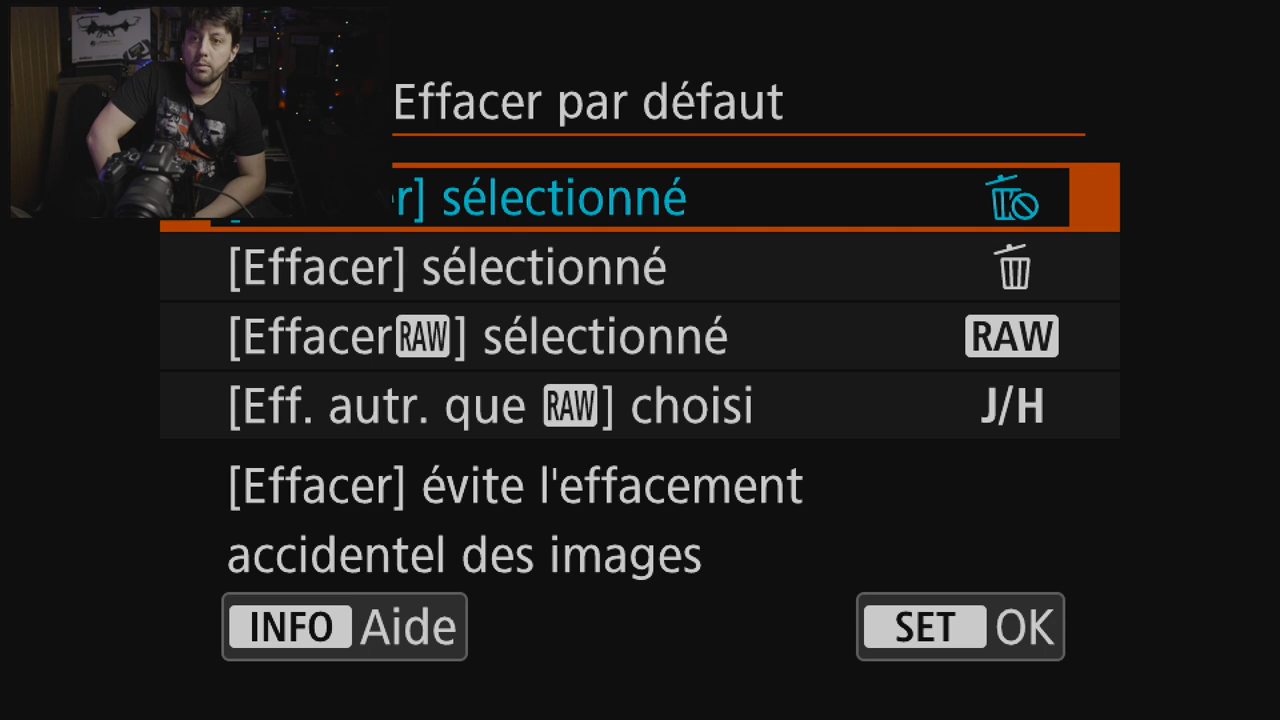 Effacer par défaut
r] sélectionné
[Effacer] sélectionné
[EffacerRAW] sélectionné RAW
[Eff. autr. que RAW] choisi J/H
[Effacer] évite l'effacement
accidentel des images
INFO Aide
SET OK